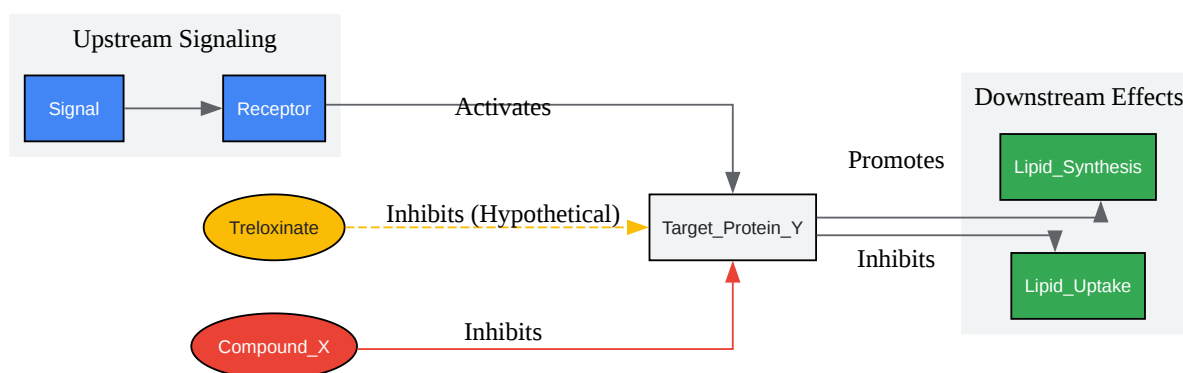 Upstream Signaling
Signal
Receptor
Activates
Downstream Effects
Promotes
Lipid_Synthesis
Treloxinate
Inhibits (Hypothetical)
Target_Protein_Y
Inhibits
Lipid_Uptake
Compound_X
Inhibits